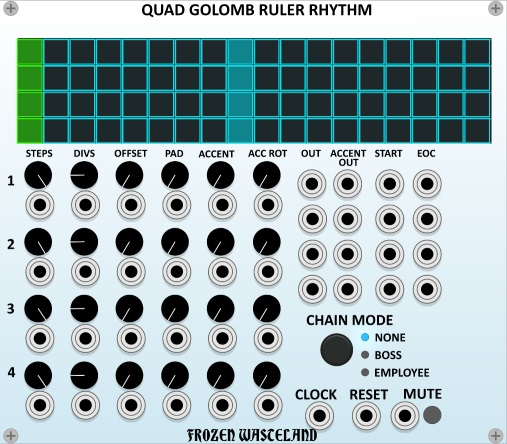 QUAD GOLOMB RULER RHYTHM
STEPS DIVS OFFSET PAD ACCENT ACC ROT OUT ACCENT OUT START EOC
1
2
3
4
CHAIN MODE
NONE
BOSS
EMPLOYEE
CLOCK RESET MUTE
FROZEN WASTELAND